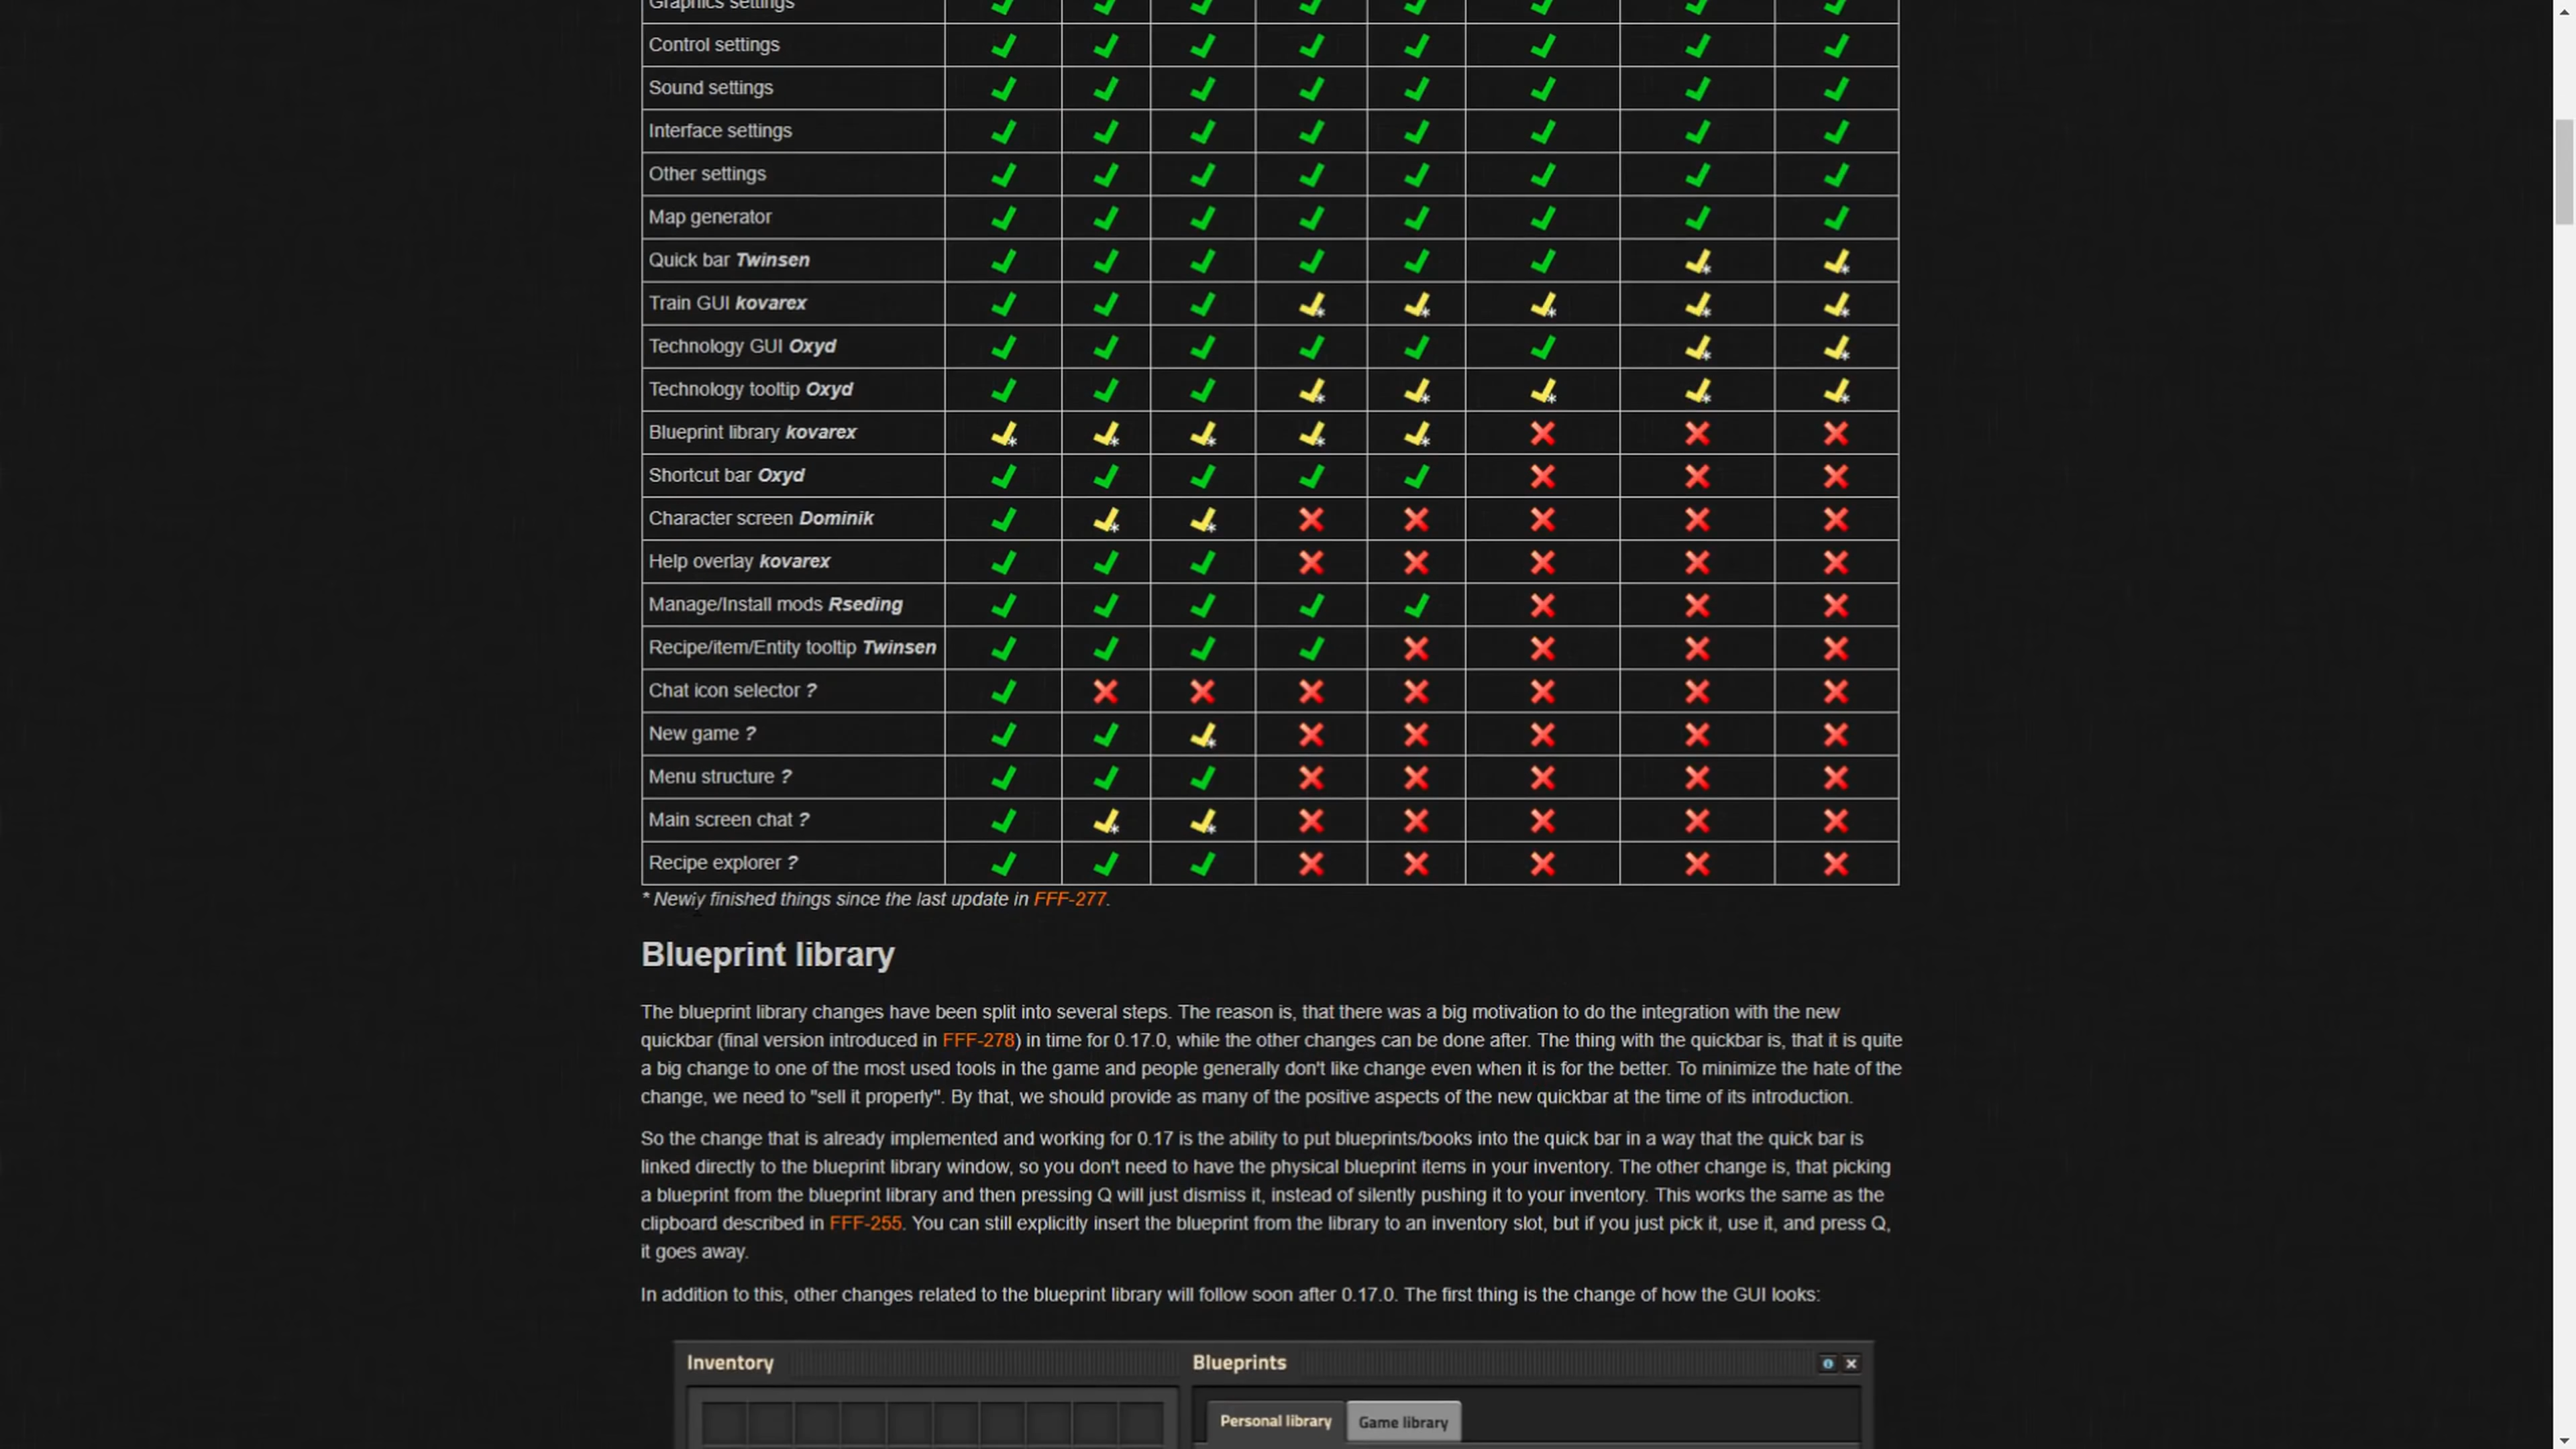 Graphics settings
Control settings
Sound settings
Interface settings
Other settings
Map generator
Quick bar Twinsen
Train GUI kovarex
Technology GUI Oxyd
Technology tooltip Oxyd
Blueprint library kovarex
Shortcut bar Oxyd
Character screen Dominik
Help overlay kovarex
Manage/Install mods Rseding
Recipe/item/Entity tooltip Twinsen
Chat icon selector ?
New game ?
Menu structure ?
Main screen chat ?
Recipe explorer ?
* Newly finished things since the last update in FFF-277.
Blueprint library
The blueprint library changes have been split into several steps. The reason is, that there was a big motivation to do the integration with the new
quickbar (final version introduced in FFF-278) in time for 0.17.0, while the other changes can be done after. The thing with the quickbar is, that it is quite
a big change to one of the most used tools in the game and people generally don't like change even when it is for the better. To minimize the hate of the
change, we need to "sell it properly". By that, we should provide as many of the positive aspects of the new quickbar at the time of its introduction.
So the change that is already implemented and working for 0.17 is the ability to put blueprints/books into the quick bar in a way that the quick bar is
linked directly to the blueprint library window, so you don't need to have the physical blueprint items in your inventory. The other change is, that picking
a blueprint from the blueprint library and then pressing Q will just dismiss it, instead of silently pushing it to your inventory. This works the same as the
clipboard described in FFF-255. You can still explicitly insert the blueprint from the library to an inventory slot, but if you just pick it, use it, and press Q,
it goes away.
In addition to this, other changes related to the blueprint library will follow soon after 0.17.0. The first thing is the change of how the GUI looks:
Inventory
Blueprints
Personal library
Game library